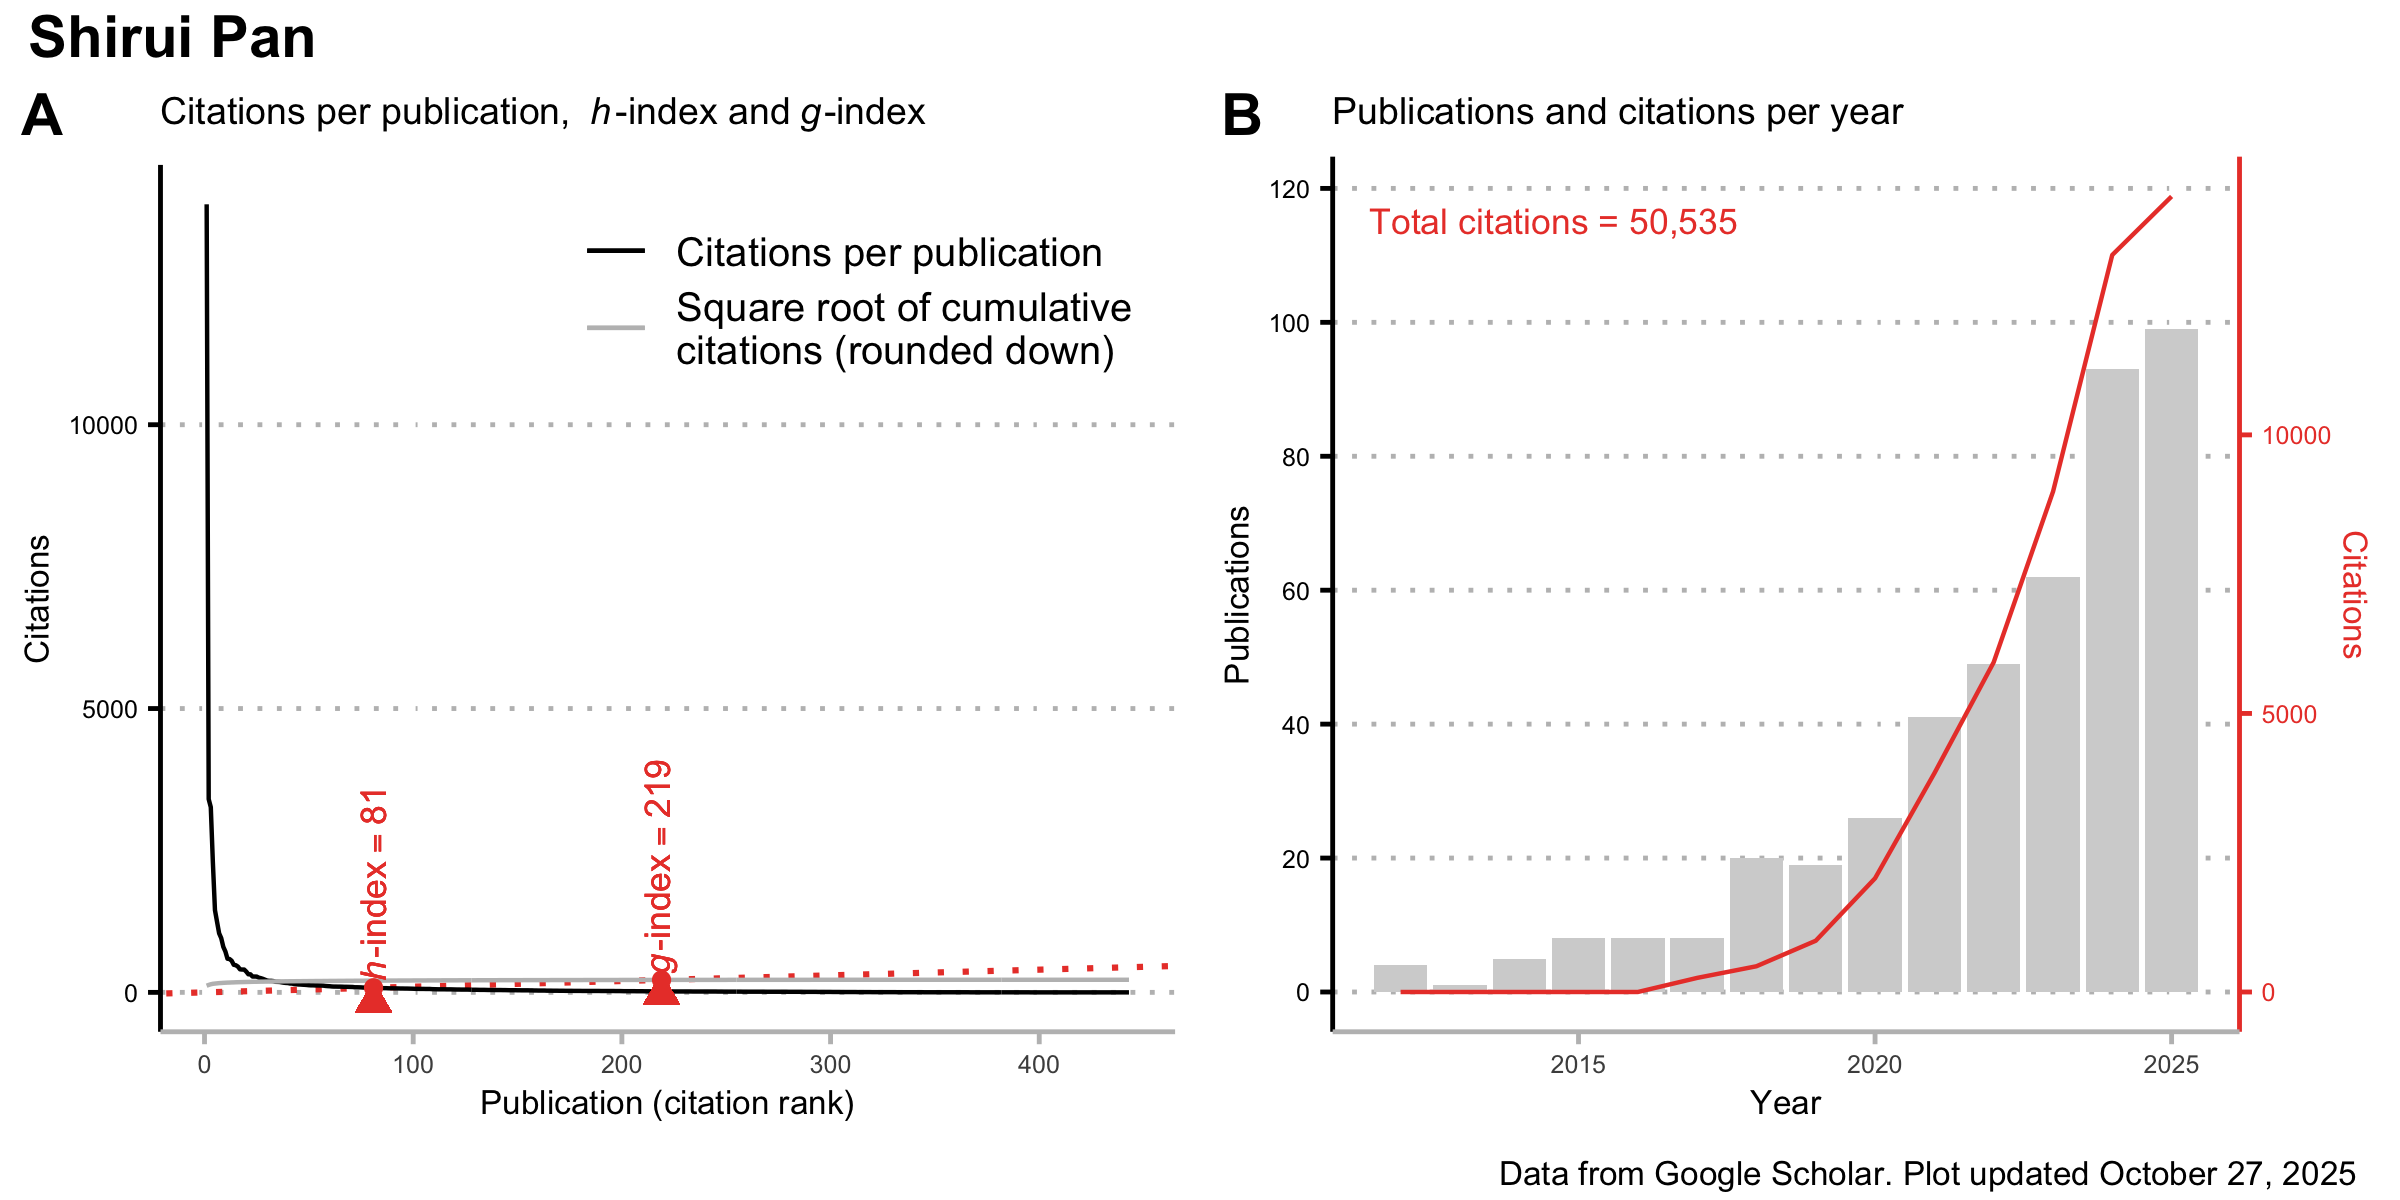 Shirui Pan
A
Citations per publication, h-index and g-index
Citations
10000
5000
0
Citations per publication
Square root of cumulative
citations (rounded down)
h-index = 81
g-index = 219
0
100
200
300
400
Publication (citation rank)
B
Publications and citations per year
Publications
120
100
80
60
40
20
0
Total citations = 50,535
10000
5000
0
Citations
2015
2020
2025
Year
Data from Google Scholar. Plot updated October 27, 2025